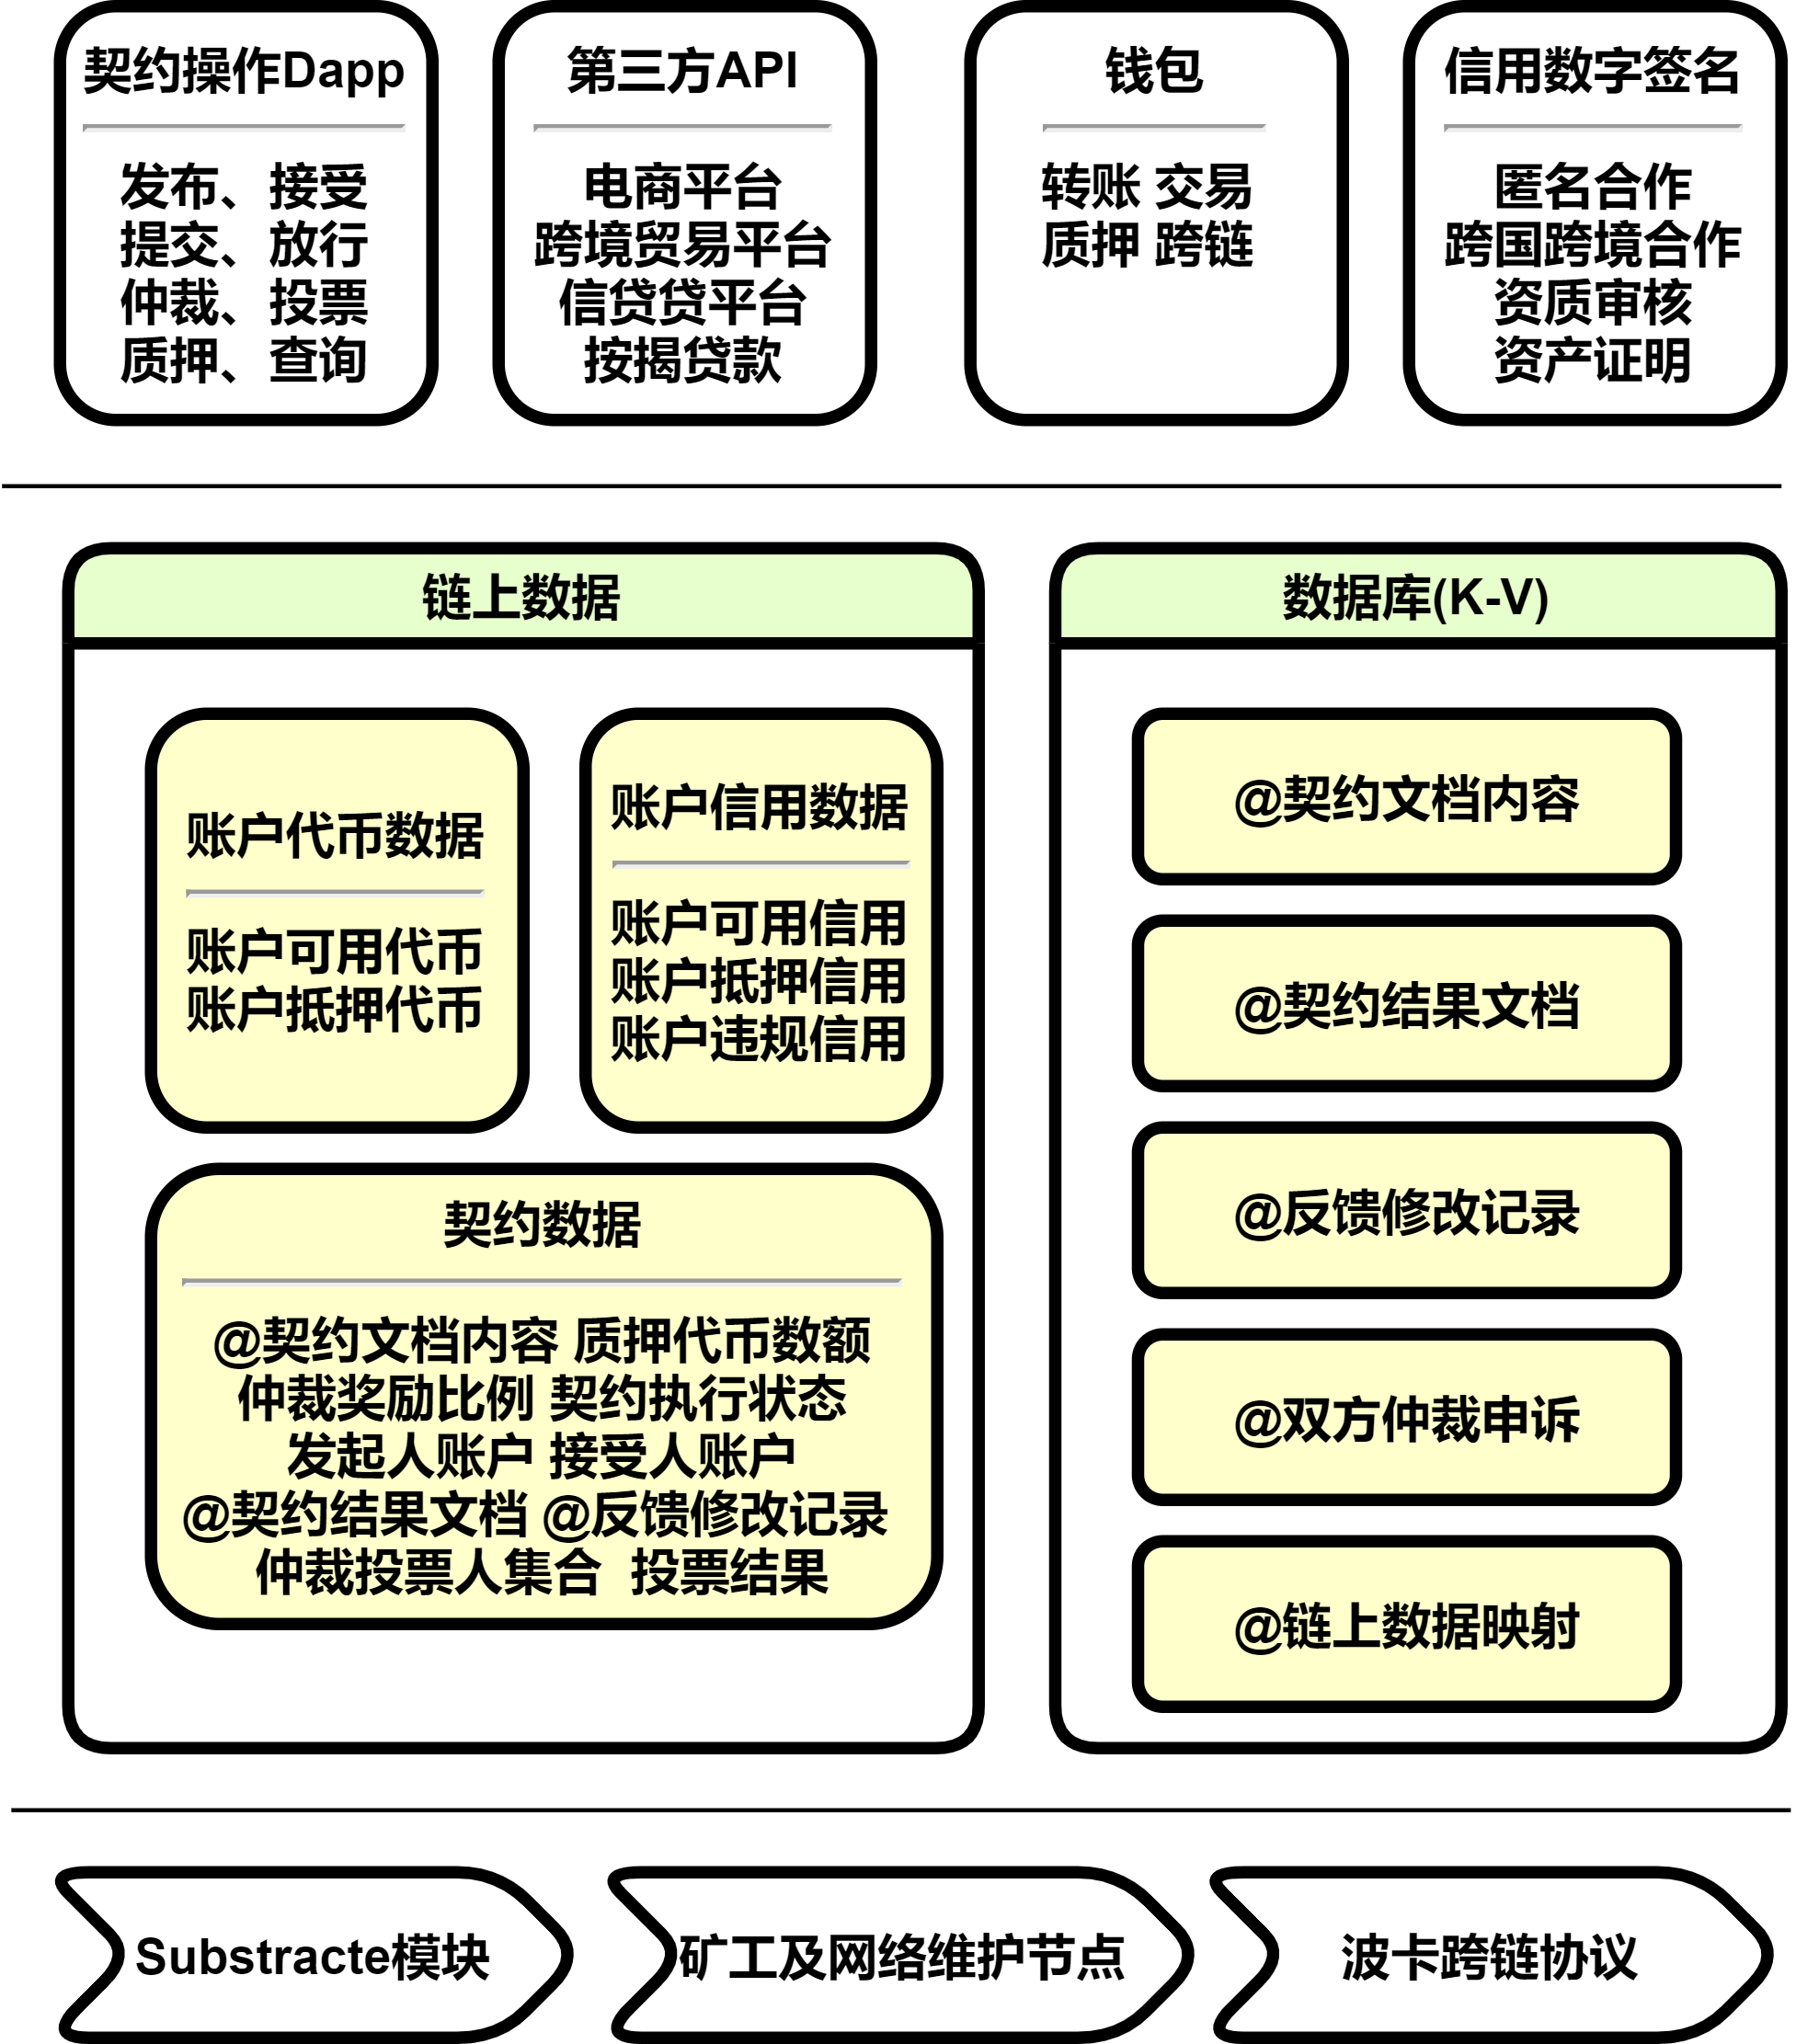 契约操作Dapp
发布、接受
提交、放行
仲裁、投票
质押、查询
第三方API
电商平台
跨境贸易平台
信贷贷平台
按揭贷款
钱包
转账 交易
质押 跨链
信用数字签名
匿名合作
跨国跨境合作
资质审核
资产证明
链上数据
账户代币数据
账户可用代币
账户抵押代币
账户信用数据
账户可用信用
账户抵押信用
账户违规信用
契约数据
@契约文档内容 质押代币数额
仲裁奖励比例 契约执行状态
发起人账户 接受人账户
@契约结果文档 @反馈修改记录
仲裁投票人集合 投票结果
数据库(K-V)
@契约文档内容
@契约结果文档
@反馈修改记录
@双方仲裁申诉
@链上数据映射
Substracte模块
矿工及网络维护节点
波卡跨链协议